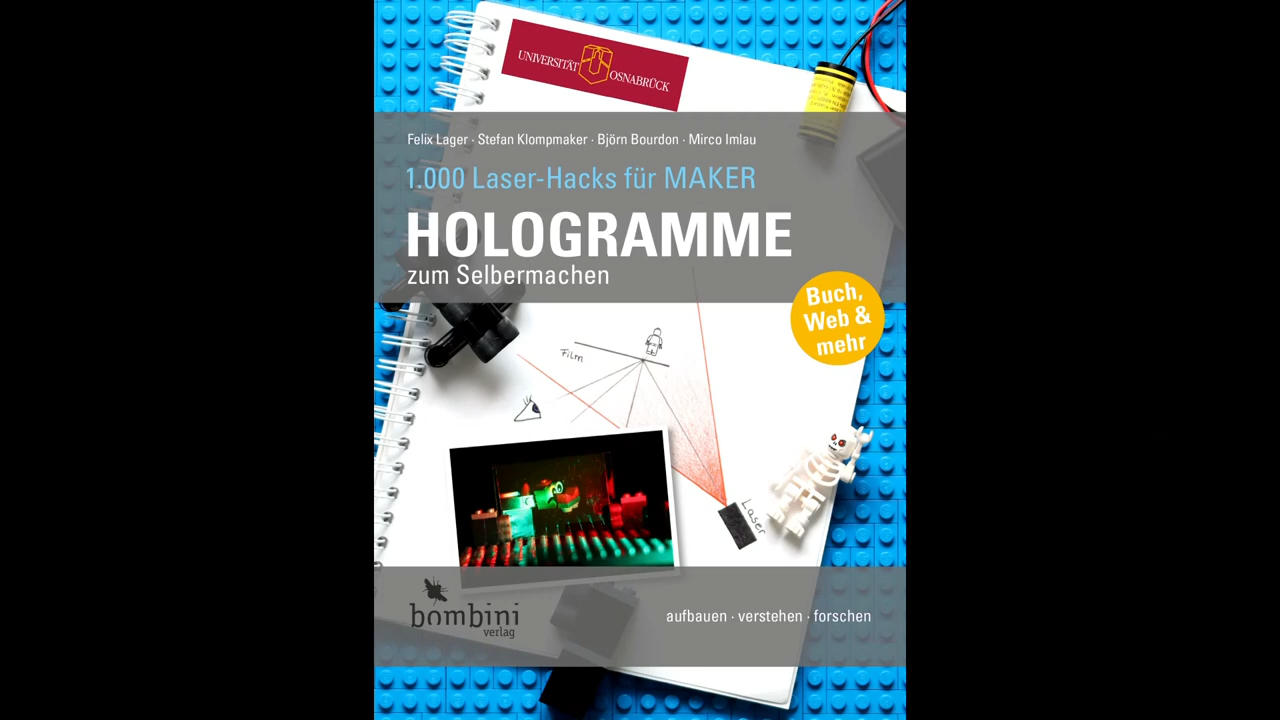 UNIVERSITÄT OSNABRÜCK
Felix Lager · Stefan Klompmaker · Björn Bourdon · Mirco Imlau
1.000 Laser-Hacks für MAKER
HOLOGRAMME
zum Selbermachen
Buch,
Web &
mehr
Film
Laser
bombini
verlag
aufbauen · verstehen · forschen